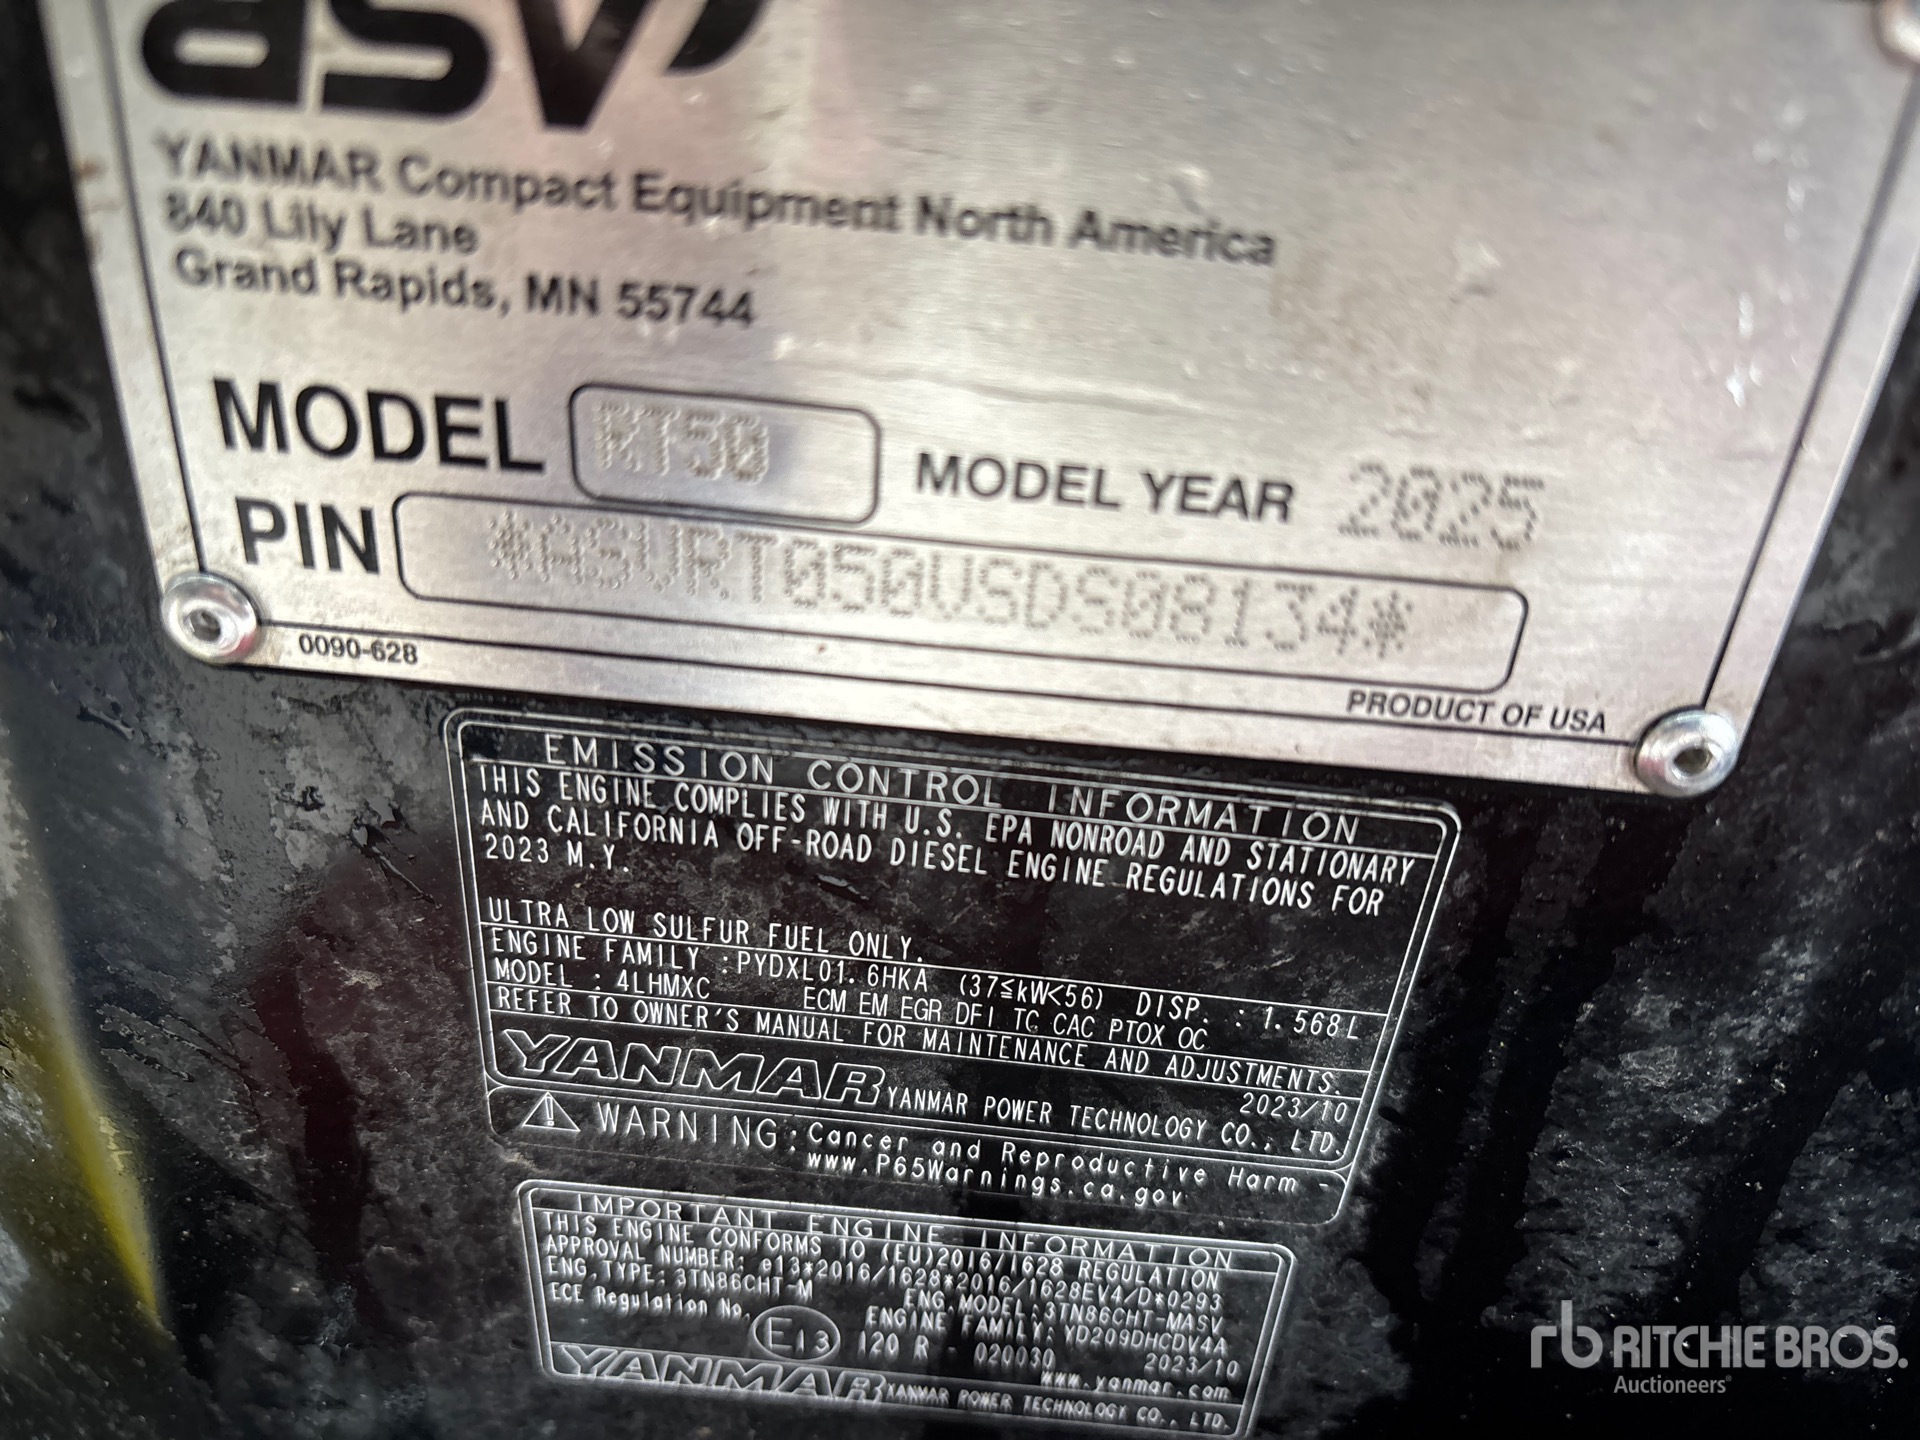 asv
YANMAR Compact Equipment North America
840 Lily Lane
Grand Rapids, MN 55744
MODEL RT50 MODEL YEAR 2025
PIN *ASVRT050VSDS08134*
0090-628
PRODUCT OF USA
EMISSION CONTROL INFORMATION
THIS ENGINE COMPLIES WITH U.S. EPA NONROAD AND STATIONARY
AND CALIFORNIA OFF-ROAD DIESEL ENGINE REGULATIONS FOR
2023 M.Y.
ULTRA LOW SULFUR FUEL ONLY.
ENGINE FAMILY :PYDXL01.6HKA (37≦kW<56) DISP. : 1.568L
MODEL : 4LHMXC ECM EM EGR DFI TC CAC PTOX OC
REFER TO OWNER'S MANUAL FOR MAINTENANCE AND ADJUSTMENTS.
2023/10
YANMAR YANMAR POWER TECHNOLOGY CO., LTD.
WARNING: Cancer and Reproductive Harm -
www.P65Warnings.ca.gov
IMPORTANT ENGINE INFORMATION
THIS ENGINE CONFORMS TO (EU)2016/1628 REGULATION
APPROVAL NUMBER: e13*2016/1628*2016/1628EV4/D*0293
ENG.TYPE: 3TN86CHT-M ENG.MODEL:3TN86CHT-MASV
ECE Regulation No. ENGINE FAMILY: YD209DHCDV4A
E13 120 R - 020030 2023/10
www.yanmar.com
YANMAR YANMAR POWER TECHNOLOGY CO., LTD.
rb RITCHIE BROS.
Auctioneers